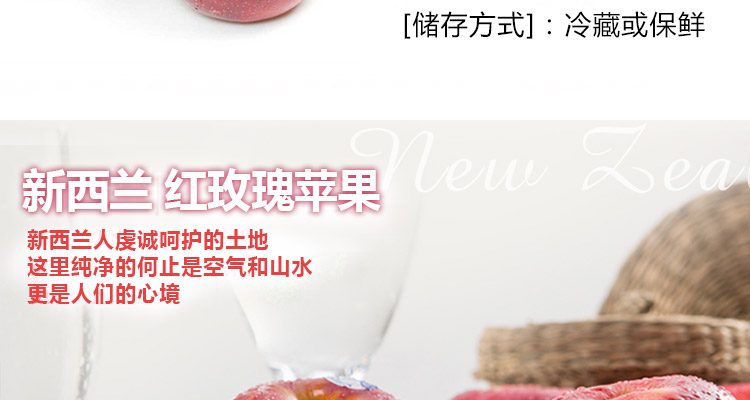 [储存方式]：冷藏或保鲜
New Zea
新西兰 红玫瑰苹果
新西兰人虔诚呵护的土地
这里纯净的何止是空气和山水
更是人们的心境